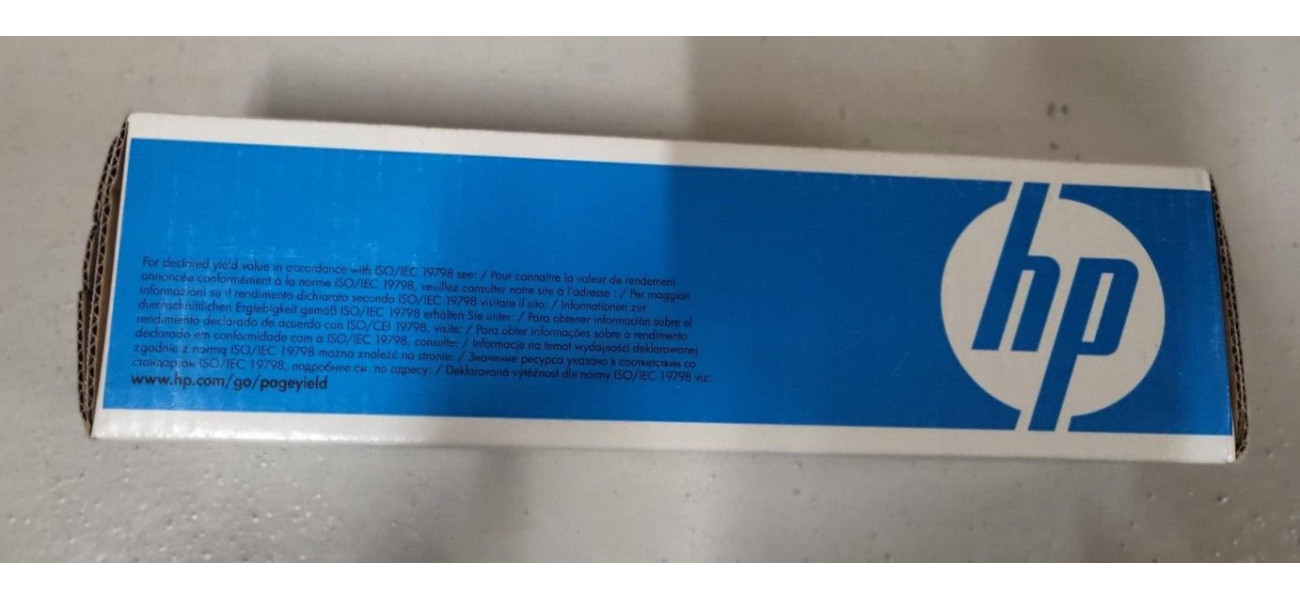 For declared yield value in accordance with ISO/IEC 19798 see: / Pour connaître la valeur de rendement
annoncée conformément à la norme ISO/IEC 19798, veuillez consulter notre site à l'adresse : / Per maggiori
informazioni su il rendimento dichiarato secondo ISO/IEC 19798 visitare il sito: / Informationen zur
durchschnittlichen Ergiebigkeit gemäß ISO/IEC 19798 erhalten Sie unter: / Para obtener información sobre el
rendimiento declarado de acuerdo con ISO/CEI 19798, visite: / Para obter informações sobre o rendimento
declarado em conformidade com a ISO/IEC 19798, consulte: / Informacje na temat wydajności deklarowanej
zgodnie z normą ISO/IEC 19798 można znaleźć na stronie: / Значение ресурса указано в соответствии со
стандартом ISO/IEC 19798, подробнее см. по адресу: / Deklarovaná výtěžnost dle normy ISO/IEC 19798 viz:
www.hp.com/go/pageyield
hp